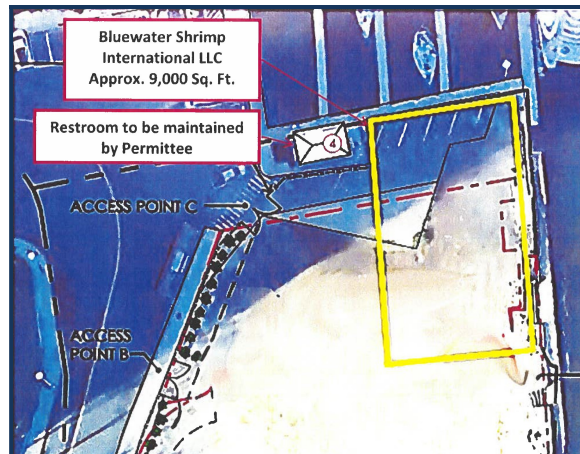 Bluewater Shrimp
International LLC
Approx. 9,000 Sq. Ft.
Restroom to be maintained
by Permittee
4
ACCESS POINT C
ACCESS
POINT B